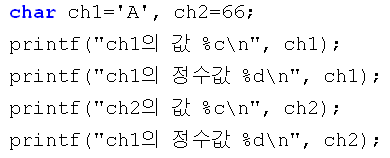 char ch1='A', ch2=66;
printf("ch1의 값 %c\n", ch1);
printf("ch1의 정수값 %d\n", ch1);
printf("ch2의 값 %c\n", ch2);
printf("ch1의 정수값 %d\n", ch2);